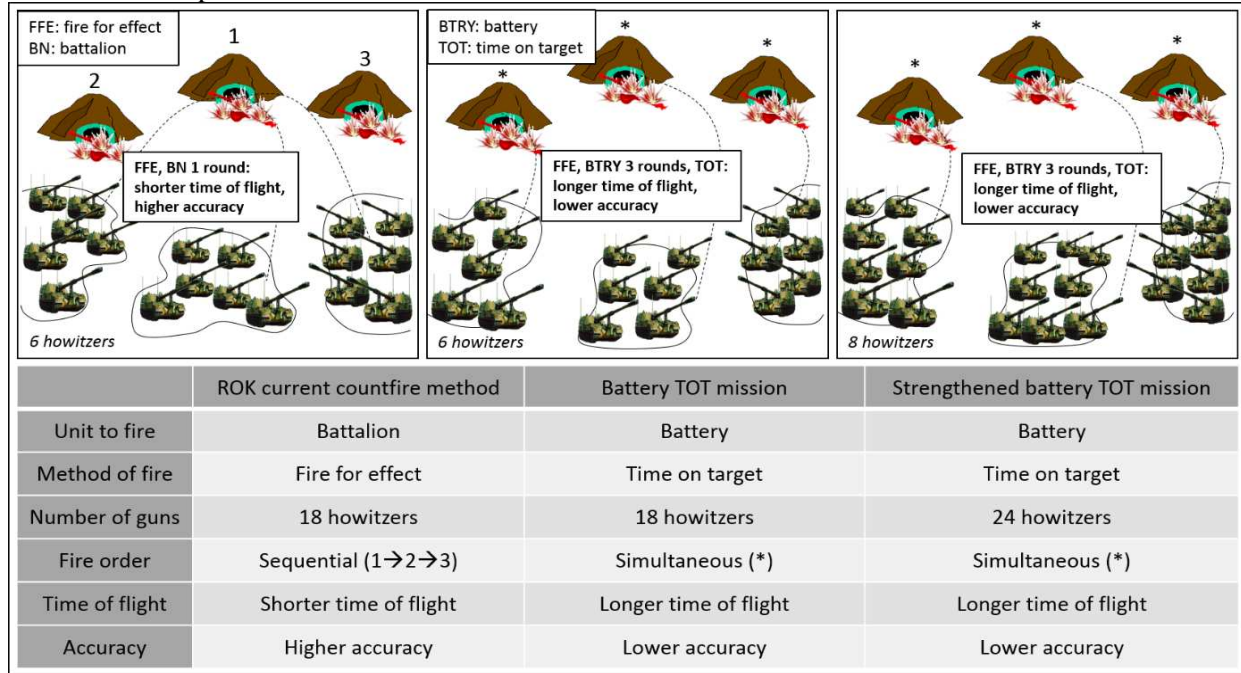 FFE: fire for effect
BN: battalion
1
2
3
FFE, BN 1 round:
shorter time of flight,
higher accuracy
6 howitzers
BTRY: battery
TOT: time on target
*
*
*
FFE, BTRY 3 rounds, TOT:
longer time of flight,
lower accuracy
6 howitzers
*
*
*
FFE, BTRY 3 rounds, TOT:
longer time of flight,
lower accuracy
8 howitzers
ROK current countfire method Battery TOT mission Strengthened battery TOT mission
Unit to fire Battalion Battery Battery
Method of fire Fire for effect Time on target Time on target
Number of guns 18 howitzers 18 howitzers 24 howitzers
Fire order Sequential (1→2→3) Simultaneous (*) Simultaneous (*)
Time of flight Shorter time of flight Longer time of flight Longer time of flight
Accuracy Higher accuracy Lower accuracy Lower accuracy